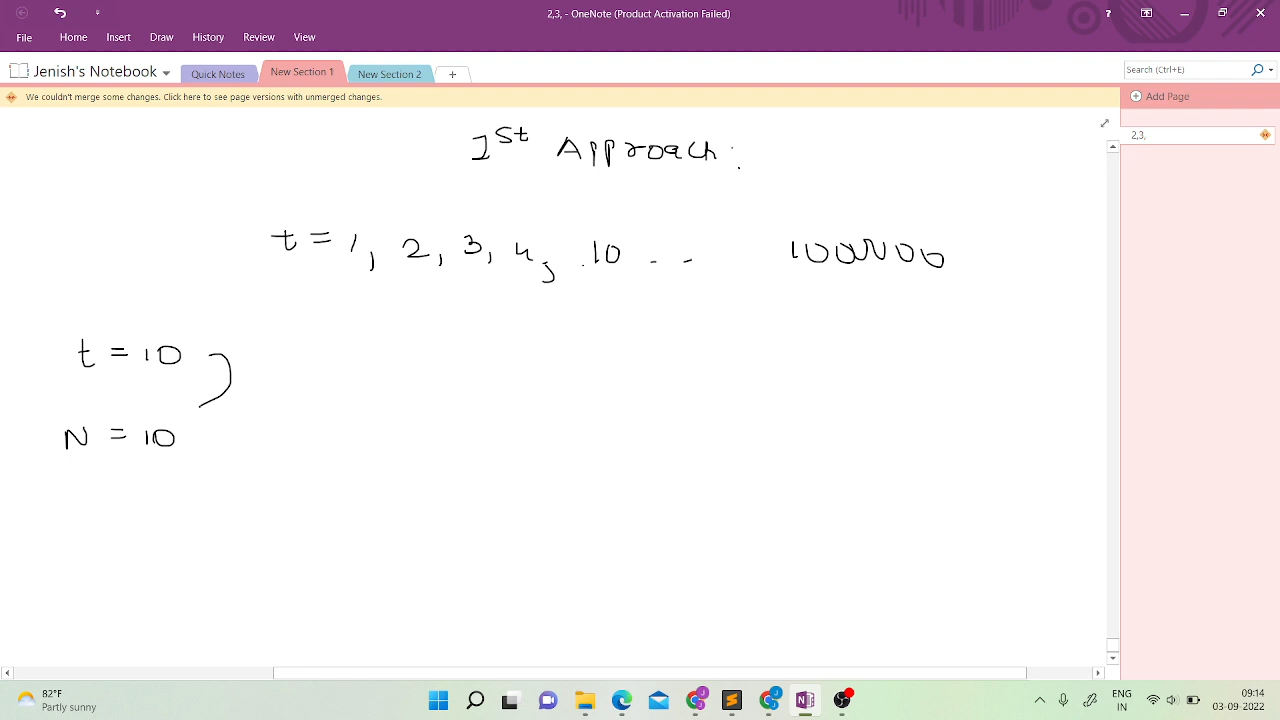 2,3, - OneNote (Product Activation Failed)
?
File Home Insert Draw History Review View
Jenish's Notebook Quick Notes New Section 1 New Section 2 +
Search (Ctrl+E)
We couldn't merge some changes. Click here to see page versions with unmerged changes.
Add Page
2,3,
1st Approach :
t = 1, 2, 3, 4, .10 . . 1000000
t = 10
N = 10
82°F
Partly sunny
ENG
IN
09:14
03-09-2022